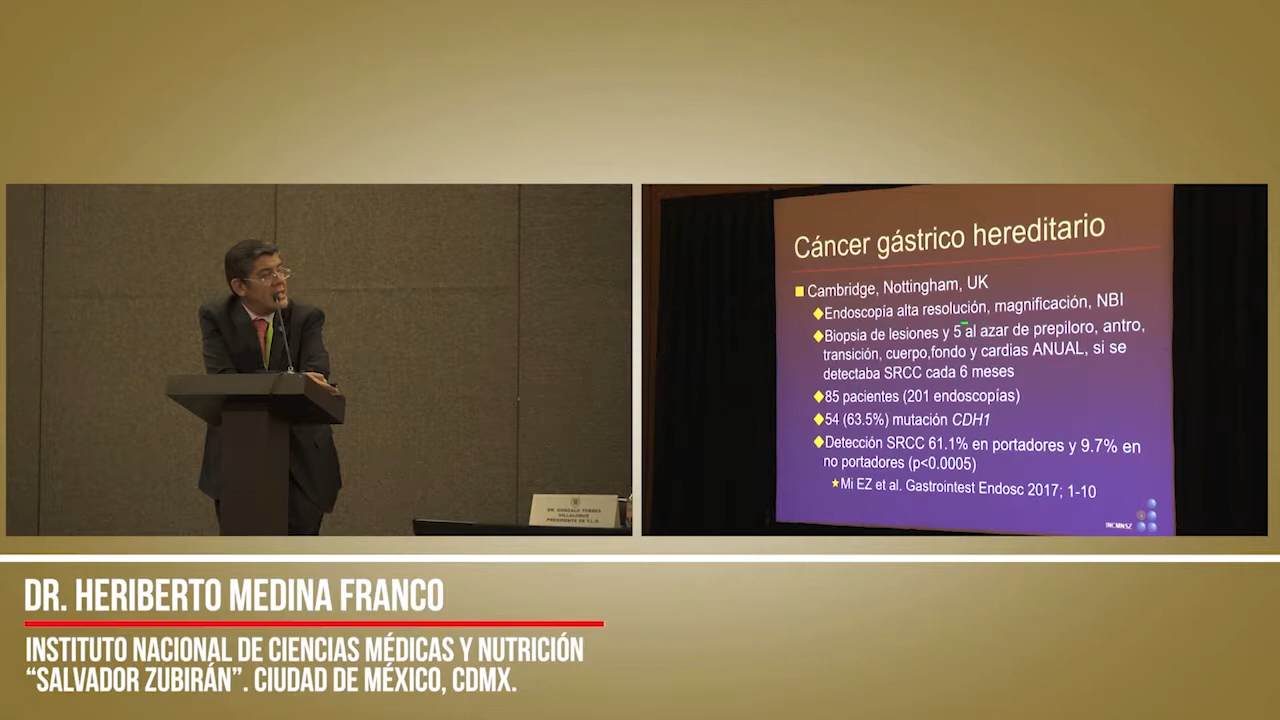 Cáncer gástrico hereditario
Cambridge, Nottingham, UK
Endoscopía alta resolución, magnificación, NBI
Biopsia de lesiones y 5 al azar de prepiloro, antro,
transición, cuerpo,fondo y cardias ANUAL, si se
detectaba SRCC cada 6 meses
85 pacientes (201 endoscopías)
54 (63.5%) mutación CDH1
Detección SRCC 61.1% en portadores y 9.7% en
no portadores (p<0.0005)
Mi EZ et al. Gastrointest Endosc 2017; 1-10
INCMNSZ
DR. GONZALO TORRES
VILLALOBOS
PRESIDENTE DE
DR. HERIBERTO MEDINA FRANCO
INSTITUTO NACIONAL DE CIENCIAS MÉDICAS Y NUTRICIÓN
“SALVADOR ZUBIRÁN”. CIUDAD DE MÉXICO, CDMX.